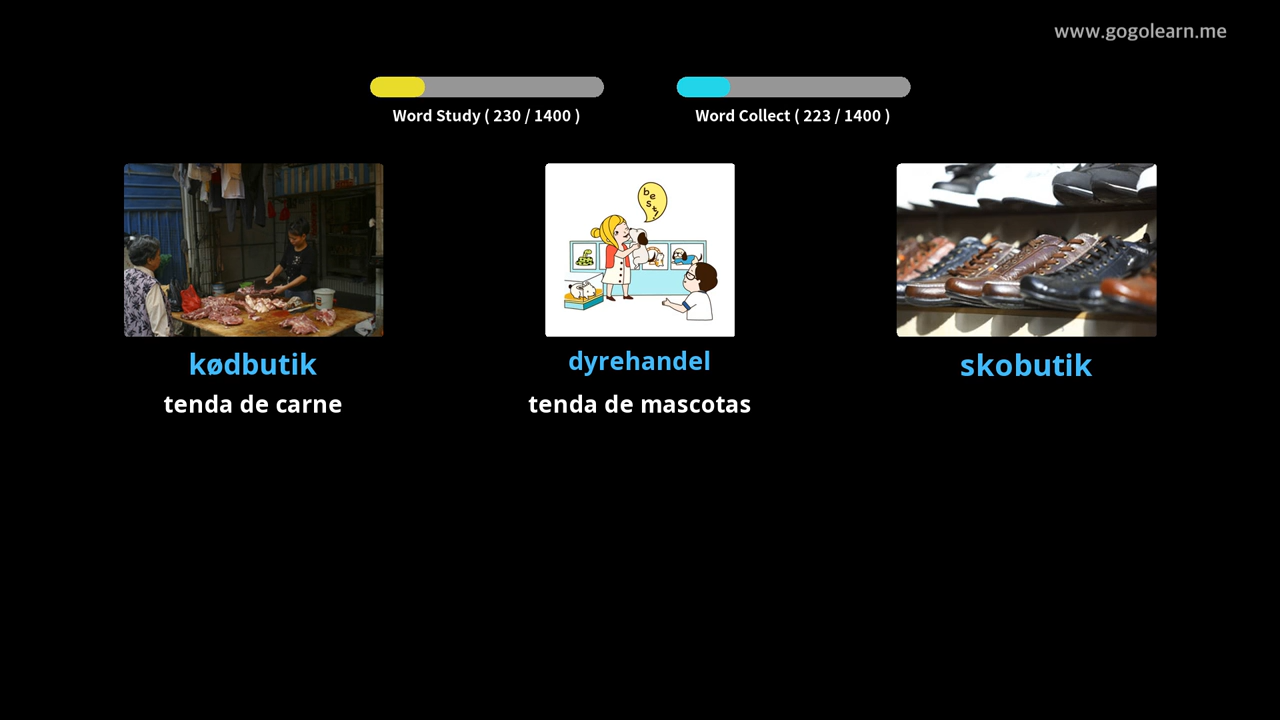 www.gogolearn.me
Word Study ( 230 / 1400 )
Word Collect ( 223 / 1400 )
best
kødbutik
dyrehandel
skobutik
tenda de carne
tenda de mascotas